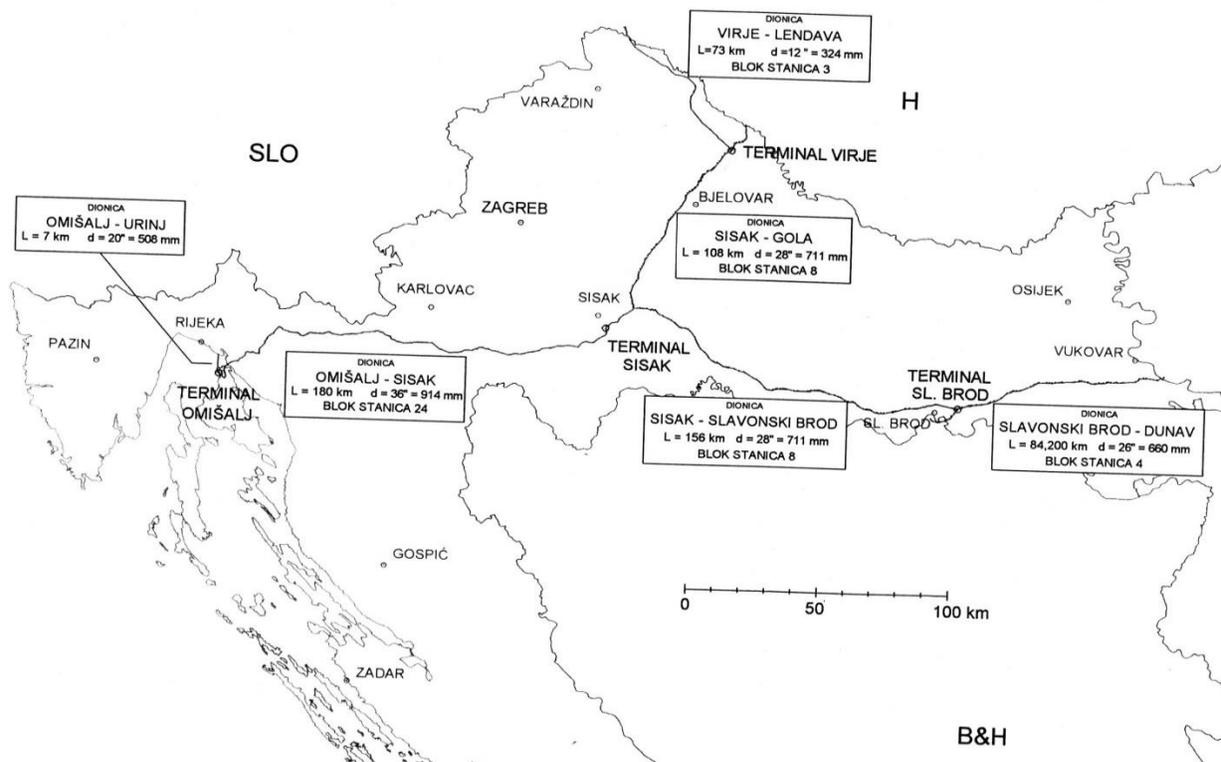 DIONICA
VIRJE - LENDAVA
L=73 km d =12 " = 324 mm
BLOK STANICA 3
H
VARAŽDIN
SLO
TERMINAL VIRJE
DIONICA
OMIŠALJ - URINJ
L = 7 km d = 20" = 508 mm
BJELOVAR
ZAGREB
DIONICA
SISAK - GOLA
L = 108 km d = 28" = 711 mm
BLOK STANICA 8
KARLOVAC
SISAK
OSIJEK
RIJEKA
PAZIN
TERMINAL
SISAK
VUKOVAR
TERMINAL
OMIŠALJ
DIONICA
OMIŠALJ - SISAK
L = 180 km d = 36" = 914 mm
BLOK STANICA 24
TERMINAL
SL. BROD
DIONICA
SISAK - SLAVONSKI BROD
L = 156 km d = 28" = 711 mm
BLOK STANICA 8
SL. BROD
DIONICA
SLAVONSKI BROD - DUNAV
L = 84,200 km d = 26" = 660 mm
BLOK STANICA 4
GOSPIĆ
0 50 100 km
ZADAR
B&H